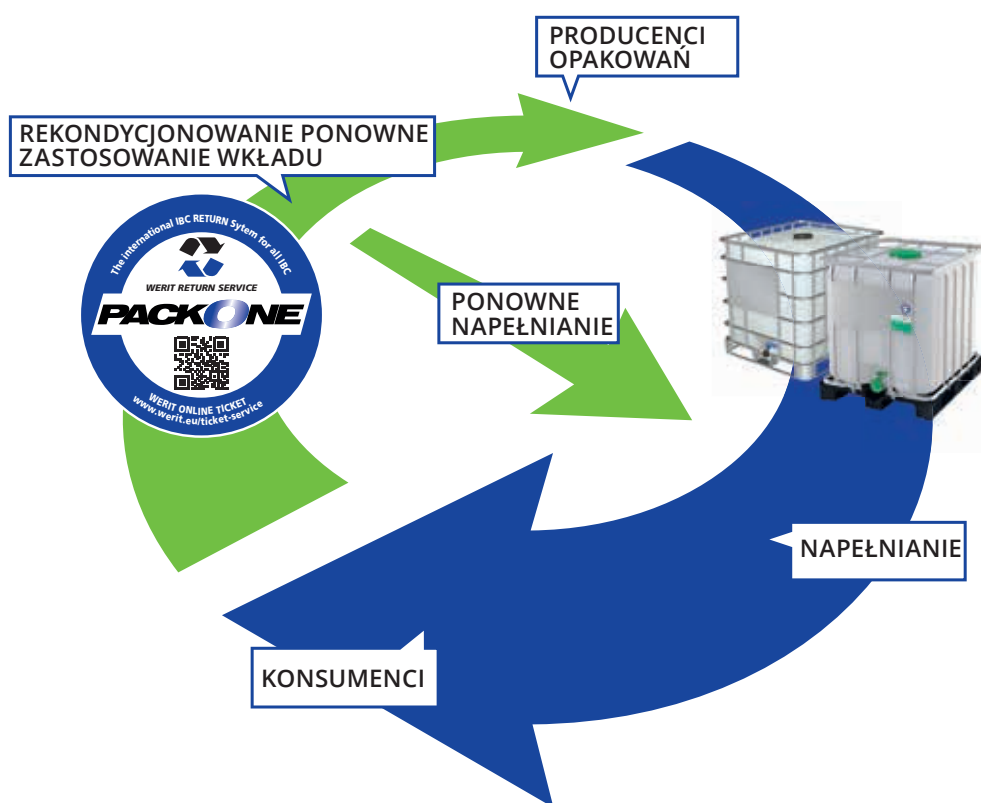 PRODUCENCI
OPAKOWAŃ
REKONDYCJONOWANIE PONOWNE
ZASTOSOWANIE WKŁADU
The international IBC RETURN Sytem for all IBC
WERIT RETURN SERVICE
PACKONE
WERIT ONLINE TICKET
www.werit.eu/ticket-service
PONOWNE
NAPEŁNIANIE
NAPEŁNIANIE
KONSUMENCI